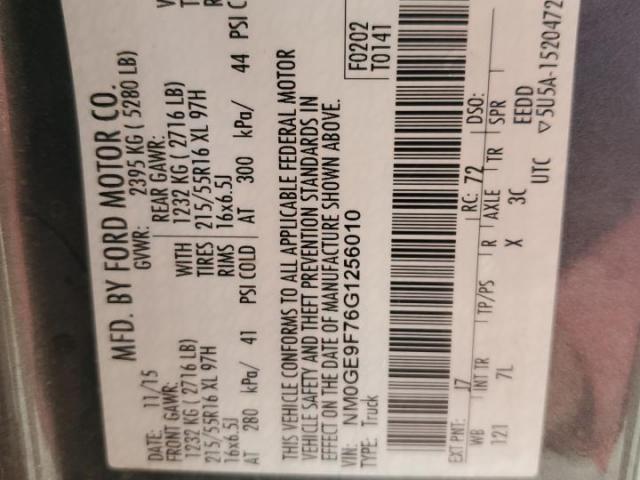 MFD. BY FORD MOTOR CO.
DATE: 11/15 GVWR: 2395 KG ( 5280 LB)
FRONT GAWR: REAR GAWR:
1232 KG ( 2716 LB) WITH 1232 KG ( 2716 LB)
215/55R16 XL 97H TIRES 215/55R16 XL 97H
16x6.5J RIMS 16x6.5J
AT 280 kPa/ 41 PSI COLD AT 300 kPa/ 44 PSI C
THIS VEHICLE CONFORMS TO ALL APPLICABLE FEDERAL MOTOR
VEHICLE SAFETY AND THEFT PREVENTION STANDARDS IN
EFFECT ON THE DATE OF MANUFACTURE SHOWN ABOVE.
VIN: NM0GE9F76G1256010 F0202
TYPE: Truck T0141
EXT PNT: J7 RC: 72 DSO:
WB INT TR TP/PS R AXLE TR SPR
121 7L X 3C EEDD
UTC ▽5U5A-1520472